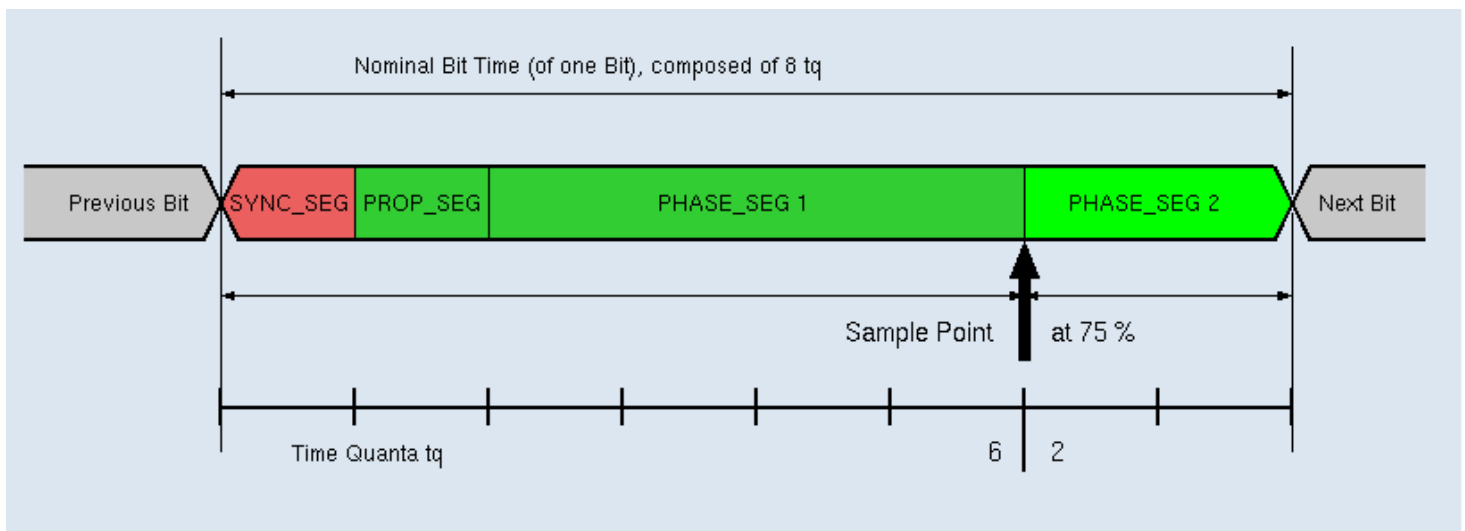 Nominal Bit Time (of one Bit), composed of 8 tq
Previous Bit SYNC_SEG PROP_SEG PHASE_SEG 1 PHASE_SEG 2 Next Bit
Sample Point at 75 %
Time Quanta tq 6 2